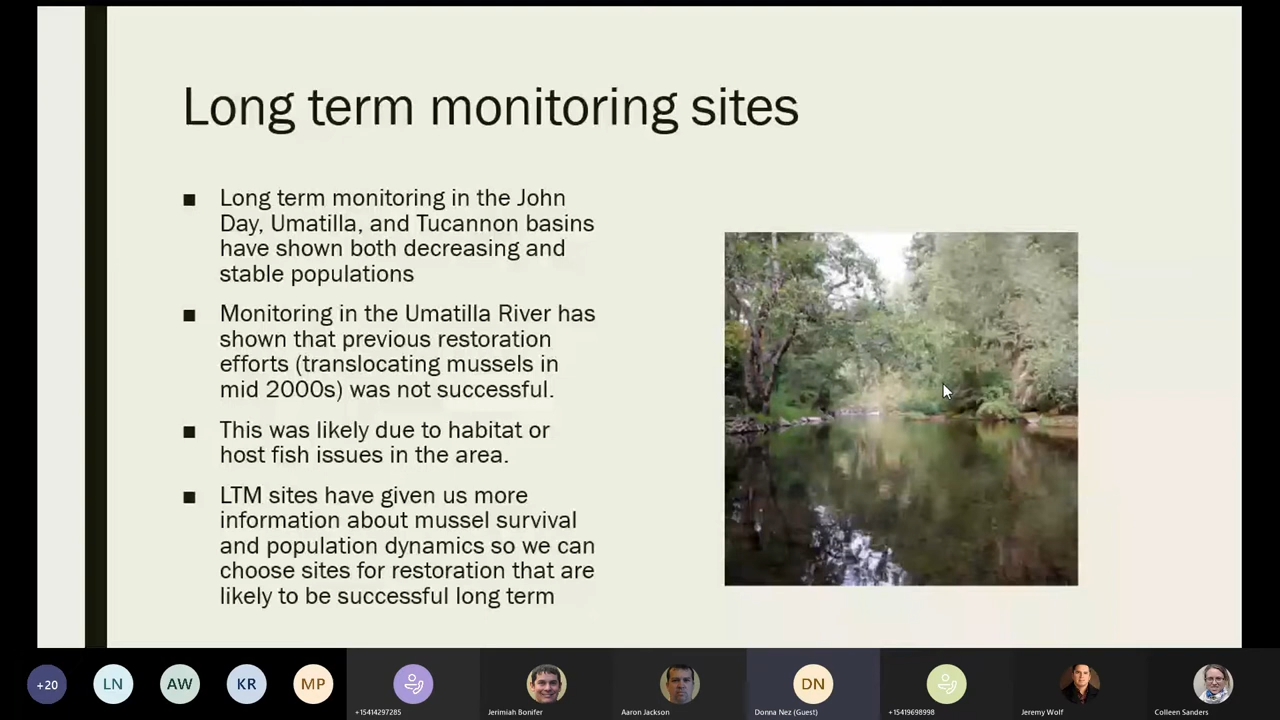 Long term monitoring sites
■ Long term monitoring in the John
Day, Umatilla, and Tucannon basins
have shown both decreasing and
stable populations
■ Monitoring in the Umatilla River has
shown that previous restoration
efforts (translocating mussels in
mid 2000s) was not successful.
■ This was likely due to habitat or
host fish issues in the area.
■ LTM sites have given us more
information about mussel survival
and population dynamics so we can
choose sites for restoration that are
likely to be successful long term
+20
LN
AW
KR
MP
+15414297285
Jerimiah Bonifer
Aaron Jackson
DN
Donna Nez (Guest)
+15419698998
Jeremy Wolf
Colleen Sanders